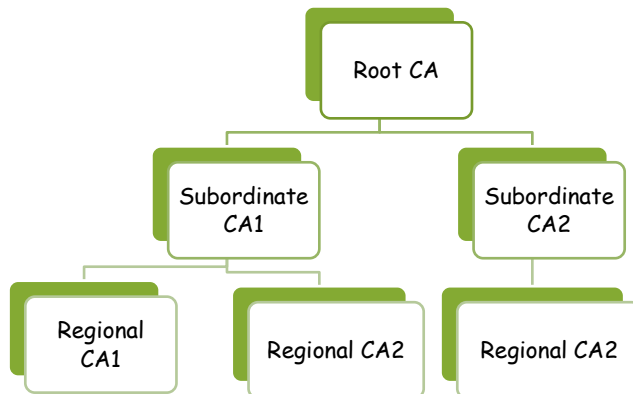 Root CA
Subordinate
CA1
Subordinate
CA2
Regional
CA1
Regional CA2
Regional CA2